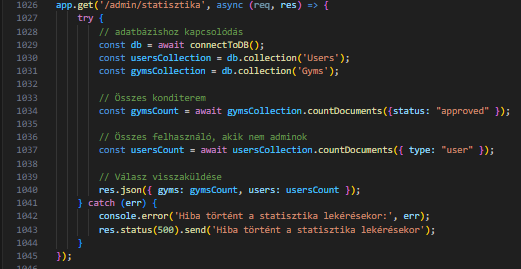 1026 app.get('/admin/statisztika', async (req, res) => {
1027 try {
1028 // adatbázishoz kapcsolódás
1029 const db = await connectToDB();
1030 const usersCollection = db.collection('Users');
1031 const gymsCollection = db.collection('Gyms');
1032
1033 // Összes konditerem
1034 const gymsCount = await gymsCollection.countDocuments({status: "approved" });
1035
1036 // Összes felhasználó, akik nem adminok
1037 const usersCount = await usersCollection.countDocuments({ type: "user" });
1038
1039 // Válasz visszaküldése
1040 res.json({ gyms: gymsCount, users: usersCount });
1041 } catch (err) {
1042 console.error('Hiba történt a statisztika lekérésekor:', err);
1043 res.status(500).send('Hiba történt a statisztika lekérésekor');
1044 }
1045 });
1046